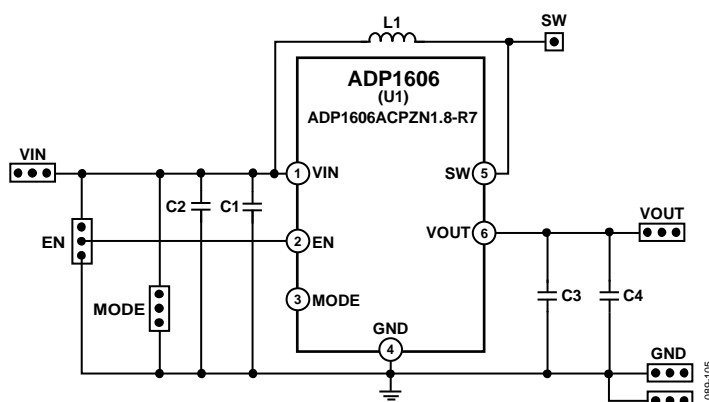 L1
SW
ADP1606
(U1)
ADP1606ACPZN1.8-R7
VIN
1 VIN
SW 5
C2
C1
VOUT 6
VOUT
EN
2 EN
MODE
3 MODE
C3
C4
GND
4
GND